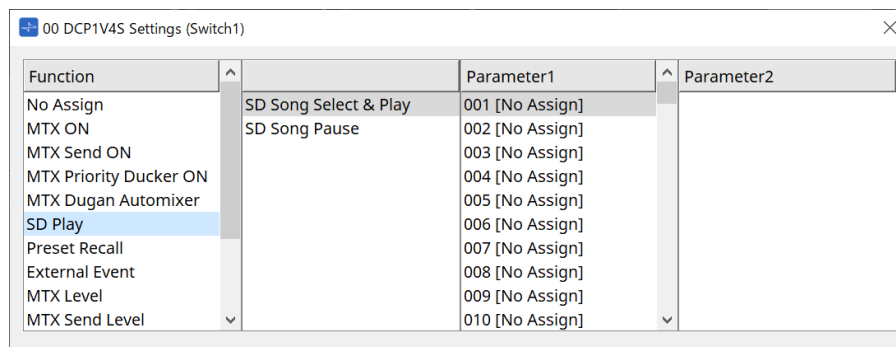 00 DCP1V4S Settings (Switch1)
Function Parameter1 Parameter2
No Assign SD Song Select & Play 001 [No Assign]
MTX ON SD Song Pause 002 [No Assign]
MTX Send ON 003 [No Assign]
MTX Priority Ducker ON 004 [No Assign]
MTX Dugan Automixer 005 [No Assign]
SD Play 006 [No Assign]
Preset Recall 007 [No Assign]
External Event 008 [No Assign]
MTX Level 009 [No Assign]
MTX Send Level 010 [No Assign]